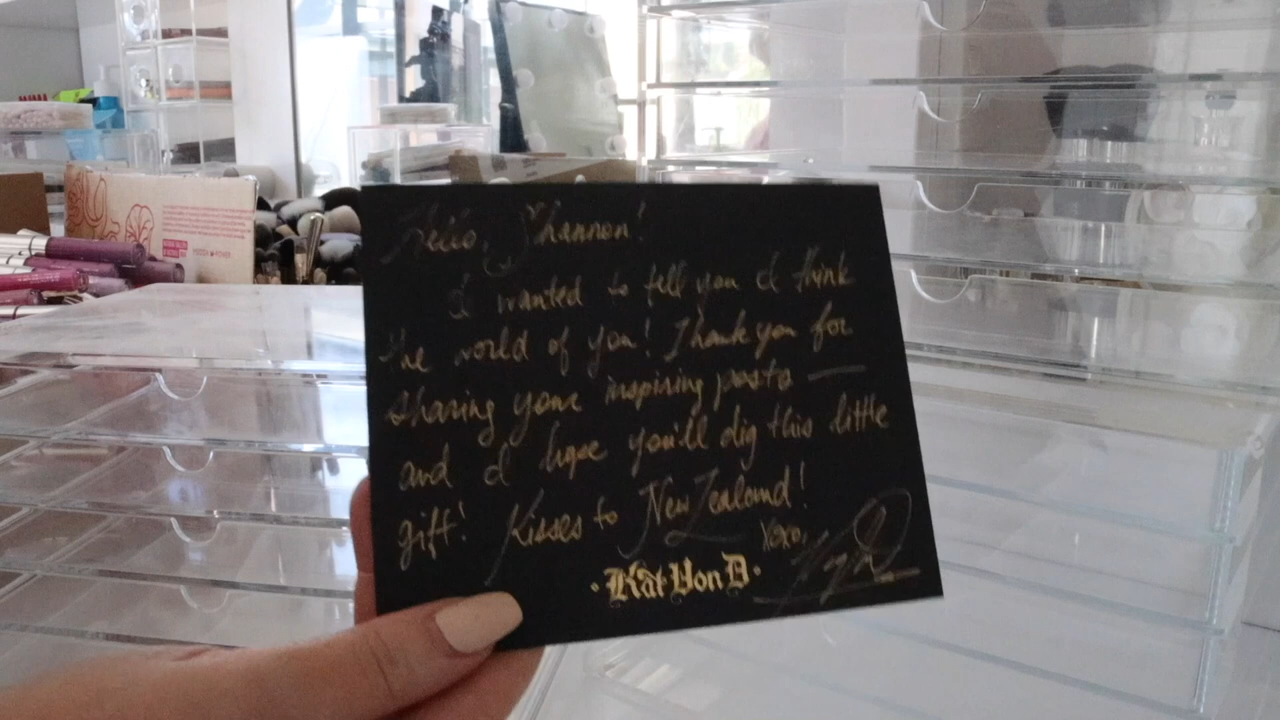 Hello, Shannon!
I wanted to tell you I think
the world of you! Thank you for
sharing your inspiring posts —
and I hope you'll dig this little
gift! Kisses to New Zealand!
xoxo,
·Kat Von D·